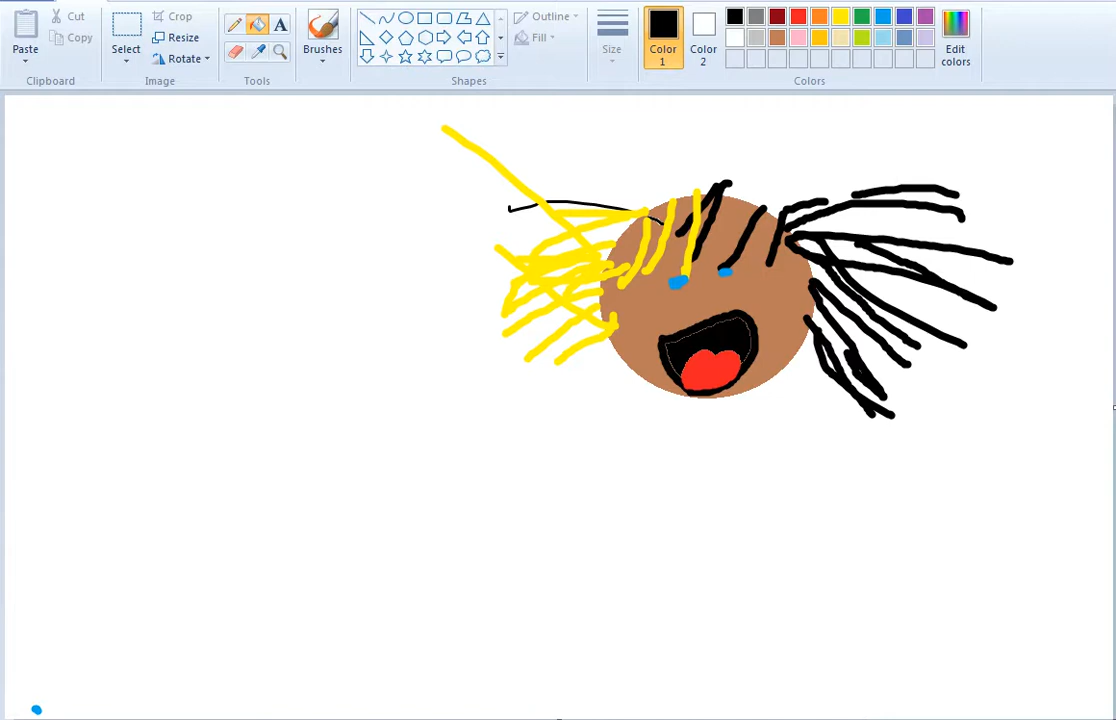 Paste
Cut
Copy
Clipboard
Select
Crop
Resize
Rotate
Image
A
Tools
Brushes
Shapes
Outline
Fill
Size
Color
1
Color
2
Edit
colors
Colors